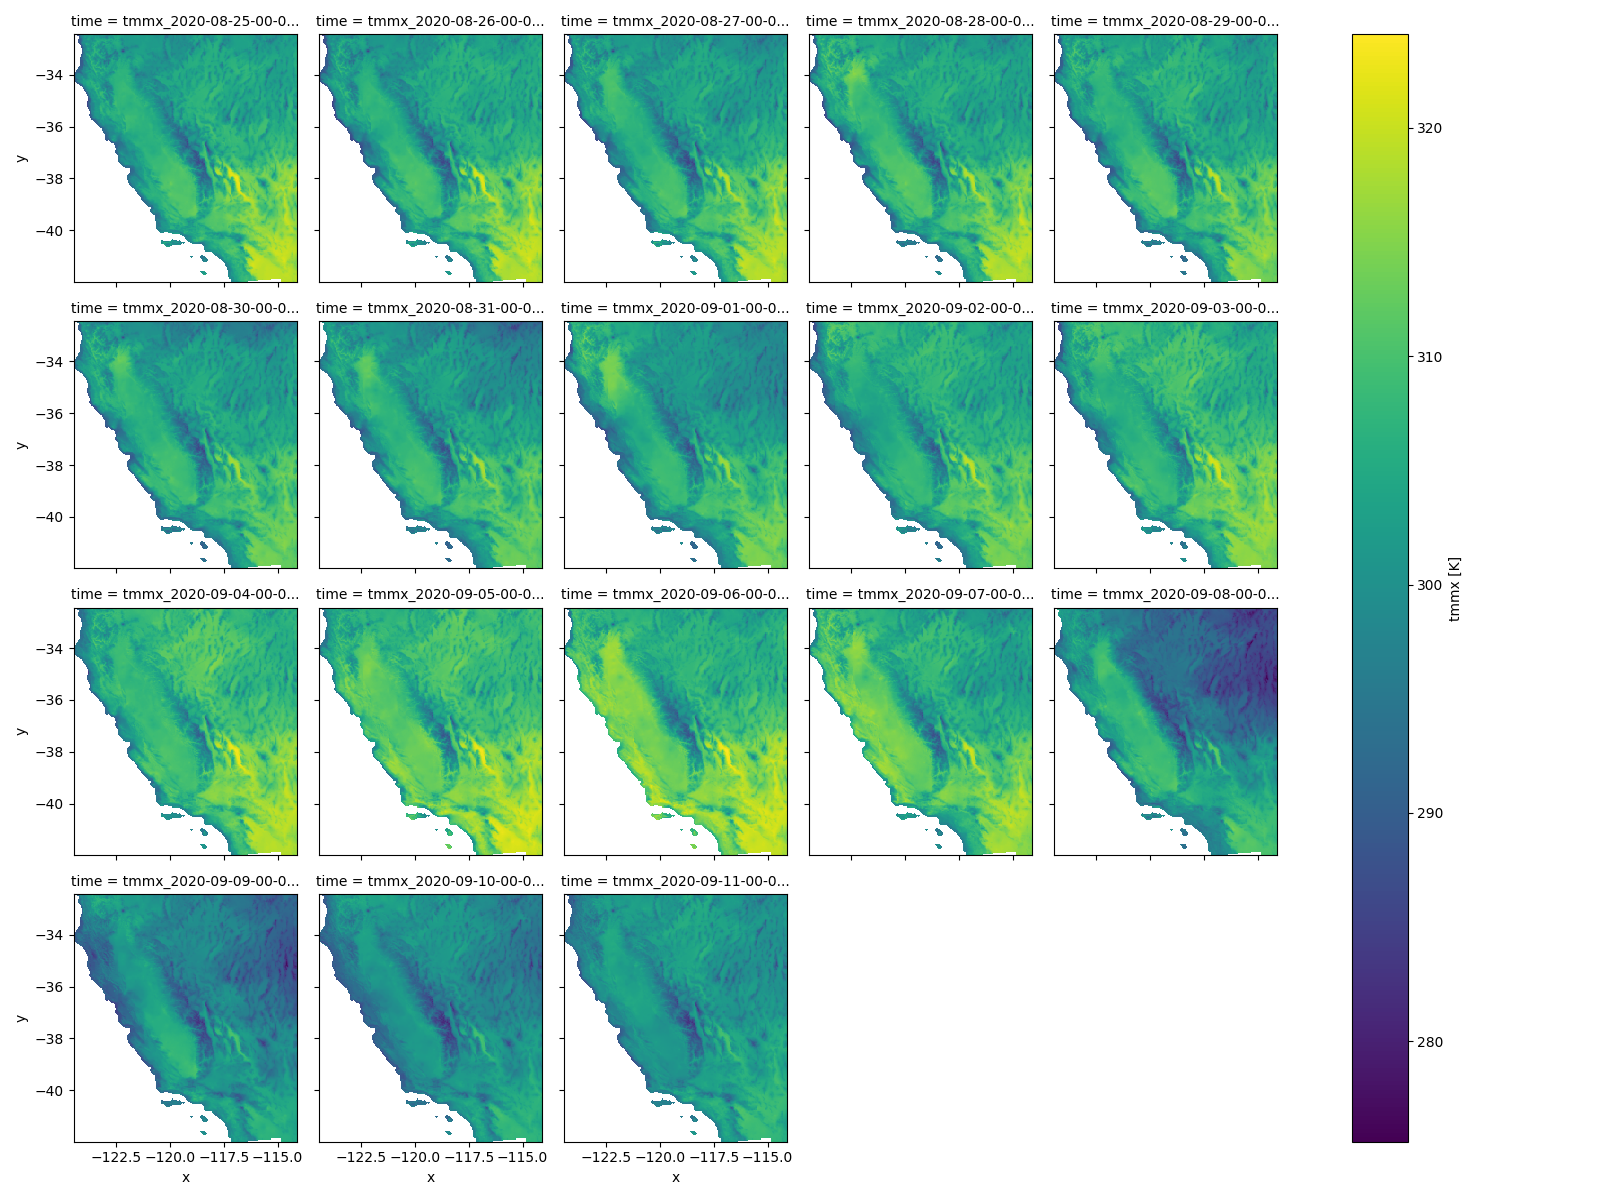 time = tmmx_2020-08-25-00-0... time = tmmx_2020-08-26-00-0... time = tmmx_2020-08-27-00-0... time = tmmx_2020-08-28-00-0... time = tmmx_2020-08-29-00-0...
y
−34
−36
−38
−40
time = tmmx_2020-08-30-00-0... time = tmmx_2020-08-31-00-0... time = tmmx_2020-09-01-00-0... time = tmmx_2020-09-02-00-0... time = tmmx_2020-09-03-00-0...
y
−34
−36
−38
−40
time = tmmx_2020-09-04-00-0... time = tmmx_2020-09-05-00-0... time = tmmx_2020-09-06-00-0... time = tmmx_2020-09-07-00-0... time = tmmx_2020-09-08-00-0...
y
−34
−36
−38
−40
time = tmmx_2020-09-09-00-0... time = tmmx_2020-09-10-00-0... time = tmmx_2020-09-11-00-0...
y
−34
−36
−38
−40
−122.5 −120.0 −117.5 −115.0 −122.5 −120.0 −117.5 −115.0 −122.5 −120.0 −117.5 −115.0
x x x
320
310
300
290
280
tmmx [K]